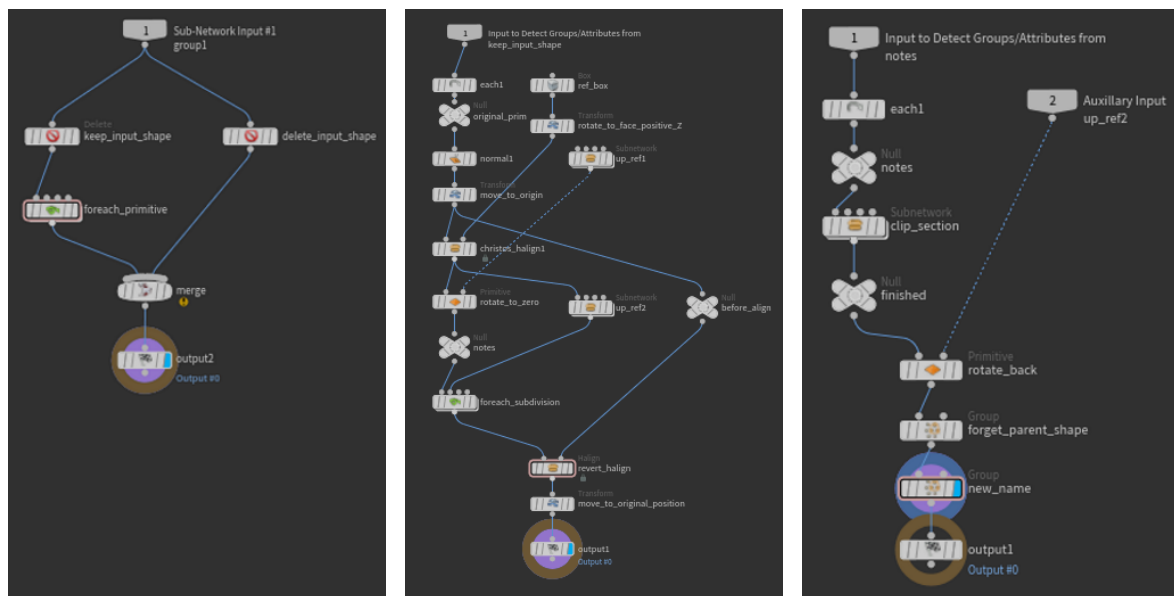 1
Sub-Network Input #1
group1
Delete
keep_input_shape
delete_input_shape
foreach_primitive
merge
output2
Output #0
1
Input to Detect Groups/Attributes from
keep_input_shape
each1
Box
ref_box
Null
original_prim
Transform
rotate_to_face_positive_Z
normal1
Subnetwork
up_ref1
Transform
move_to_origin
christos_halign1
Primitive
rotate_to_zero
Subnetwork
up_ref2
Null
before_align
Null
notes
foreach_subdivision
Halign
revert_halign
Transform
move_to_original_position
output1
Output #0
1
Input to Detect Groups/Attributes from
notes
2
Auxillary Input
up_ref2
each1
Null
notes
Subnetwork
clip_section
Null
finished
Primitive
rotate_back
Group
forget_parent_shape
Group
new_name
output1
Output #0